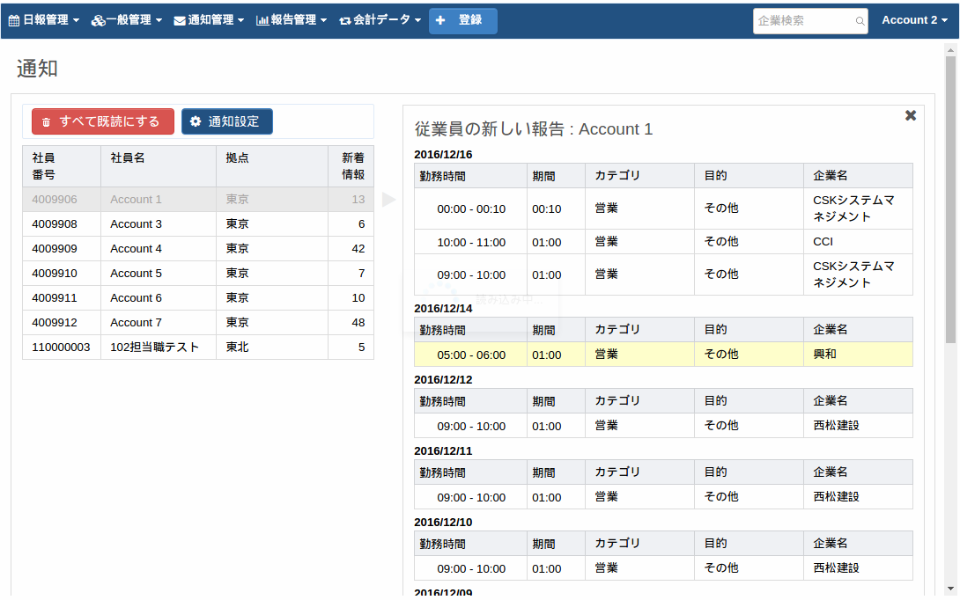 日報管理 一般管理 通知管理 報告管理 会計データ + 登録 企業検索 Account 2
通知
すべて既読にする 通知設定
社員番号 社員名 拠点 新着情報
4009906 Account 1 東京 13
4009908 Account 3 東京 6
4009909 Account 4 東京 42
4009910 Account 5 東京 7
4009911 Account 6 東京 10
4009912 Account 7 東京 48
110000003 102担当職テスト 東北 5
従業員の新しい報告 : Account 1
2016/12/16
勤務時間 期間 カテゴリ 目的 企業名
00:00 - 00:10 00:10 営業 その他 CSKシステムマ
ネジメント
10:00 - 11:00 01:00 営業 その他 CCI
09:00 - 10:00 01:00 営業 その他 CSKシステムマ
ネジメント
読み込み中...
2016/12/14
勤務時間 期間 カテゴリ 目的 企業名
05:00 - 06:00 01:00 営業 その他 興和
2016/12/12
勤務時間 期間 カテゴリ 目的 企業名
09:00 - 10:00 01:00 営業 その他 西松建設
2016/12/11
勤務時間 期間 カテゴリ 目的 企業名
09:00 - 10:00 01:00 営業 その他 西松建設
2016/12/10
勤務時間 期間 カテゴリ 目的 企業名
09:00 - 10:00 01:00 営業 その他 西松建設
2016/12/09